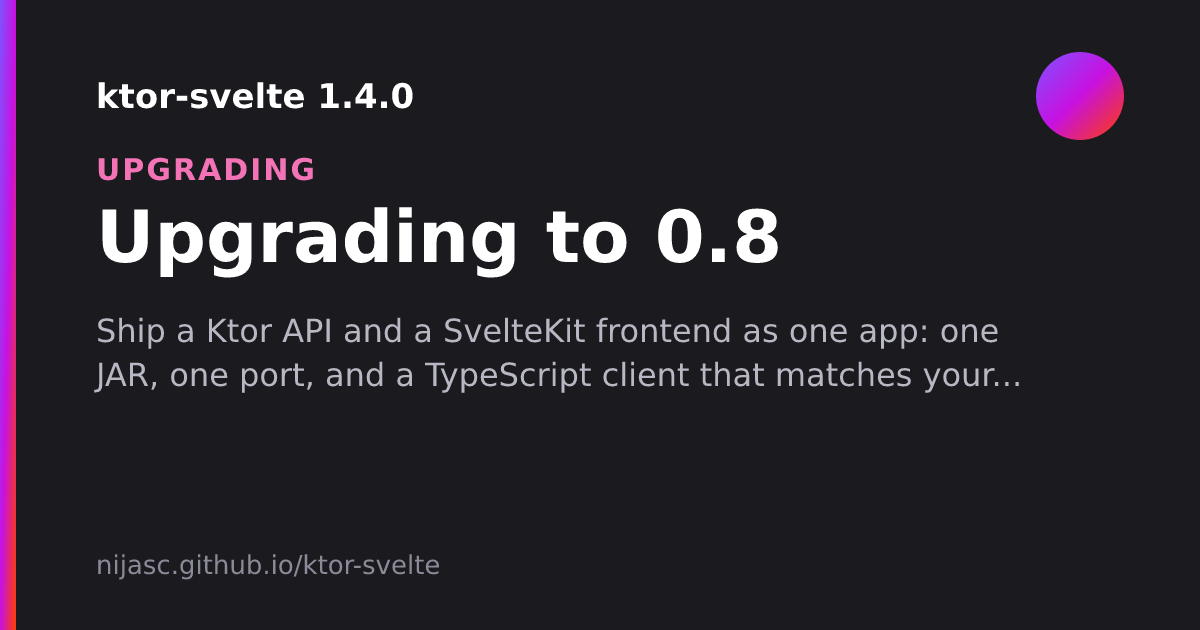 ktor-svelte 1.4.0
UPGRADING
Upgrading to 0.8
Ship a Ktor API and a SvelteKit frontend as one app: one
JAR, one port, and a TypeScript client that matches your...
nijasc.github.io/ktor-svelte